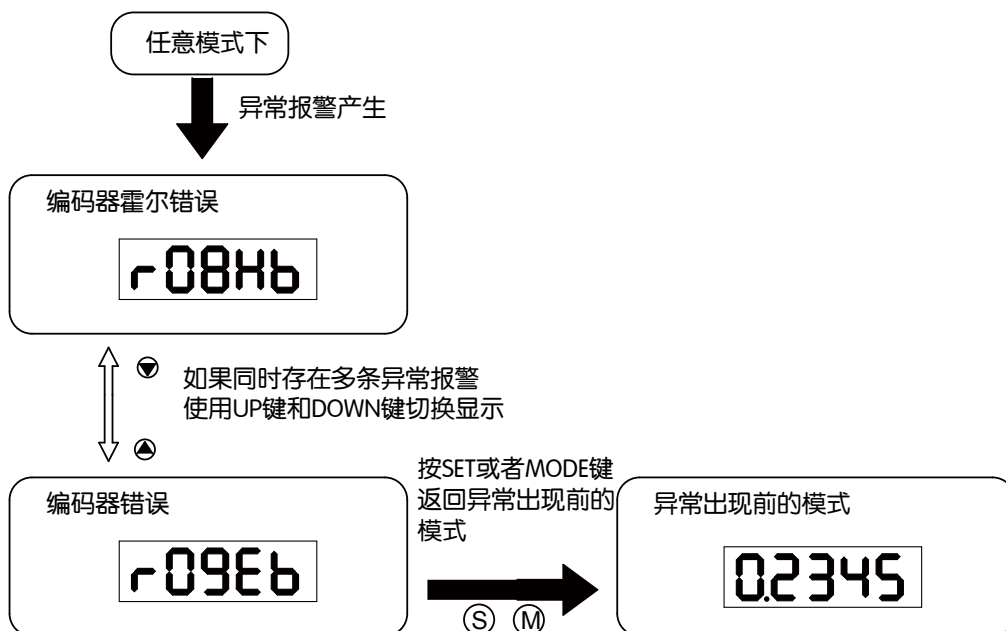 任意模式下
异常报警产生
编码器霍尔错误
r08Hb
如果同时存在多条异常报警
使用UP键和DOWN键切换显示
编码器错误
r09Eb
按SET或者MODE键
返回异常出现前的
模式
S M
异常出现前的模式
0.2345